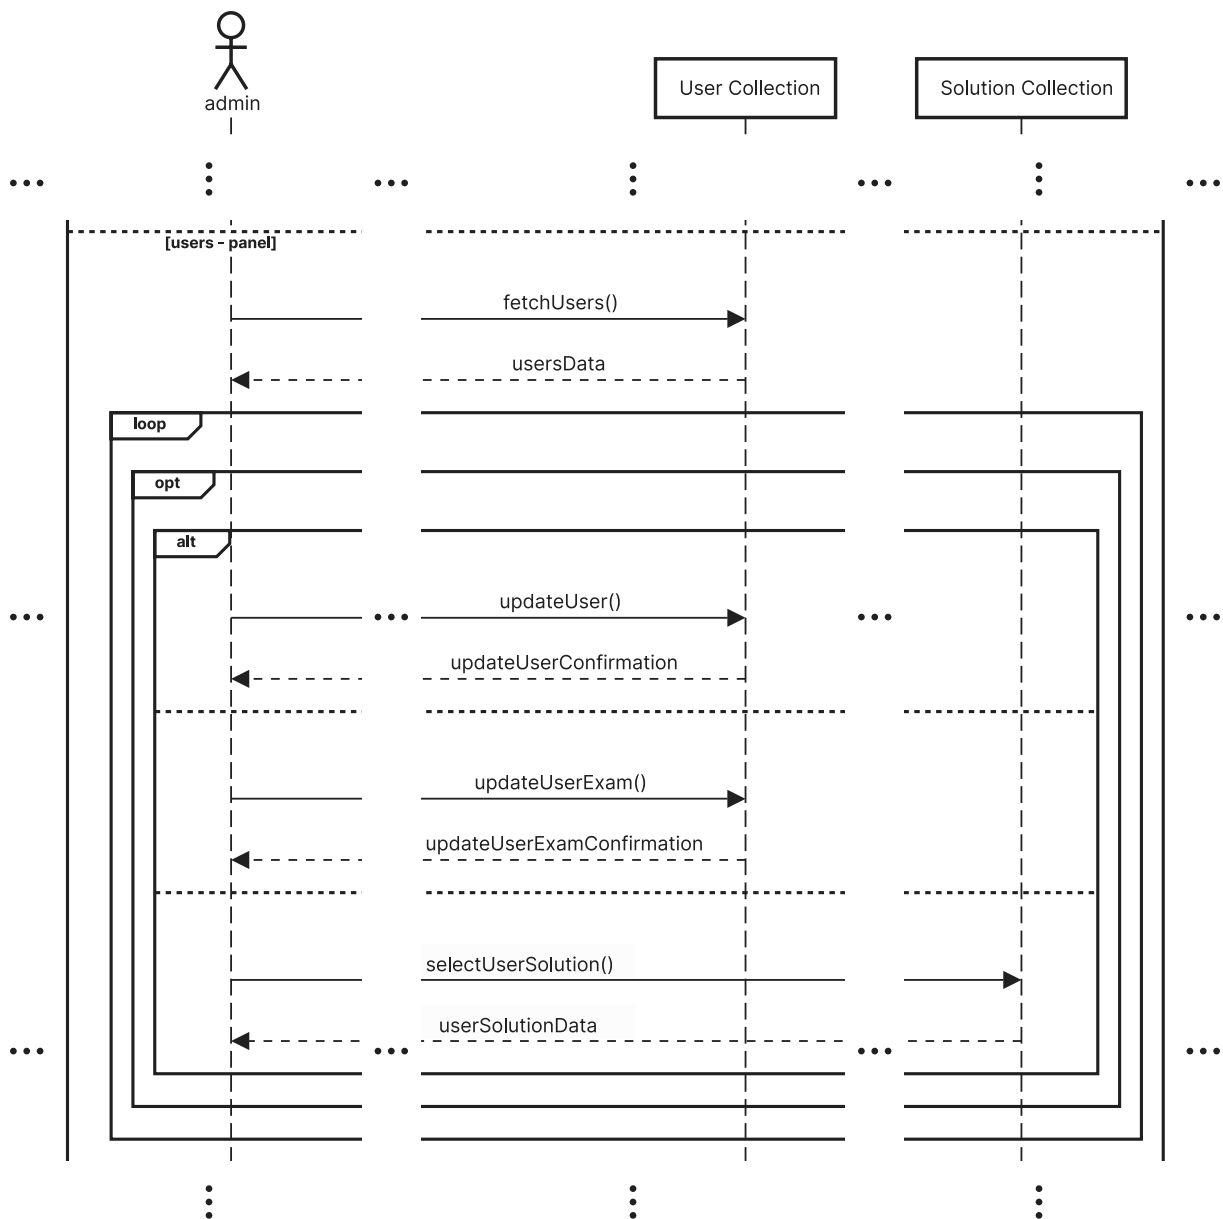 admin
User Collection
Solution Collection
[users - panel]
fetchUsers()
usersData
loop
opt
alt
updateUser()
updateUserConfirmation
updateUserExam()
updateUserExamConfirmation
selectUserSolution()
userSolutionData